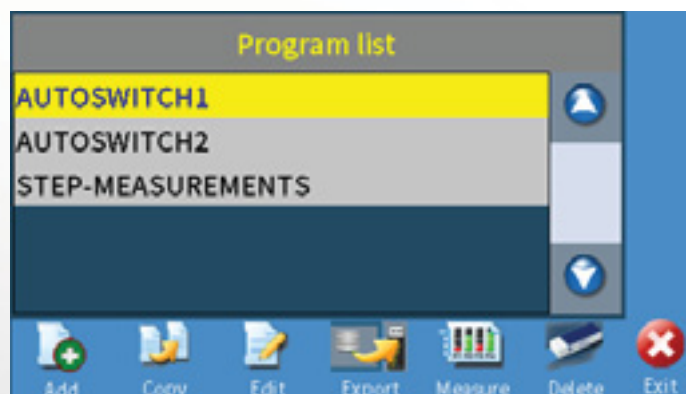 Program list
AUTOSWITCH1
AUTOSWITCH2
STEP-MEASUREMENTS
Add Copy Edit Export Measure Delete Exit